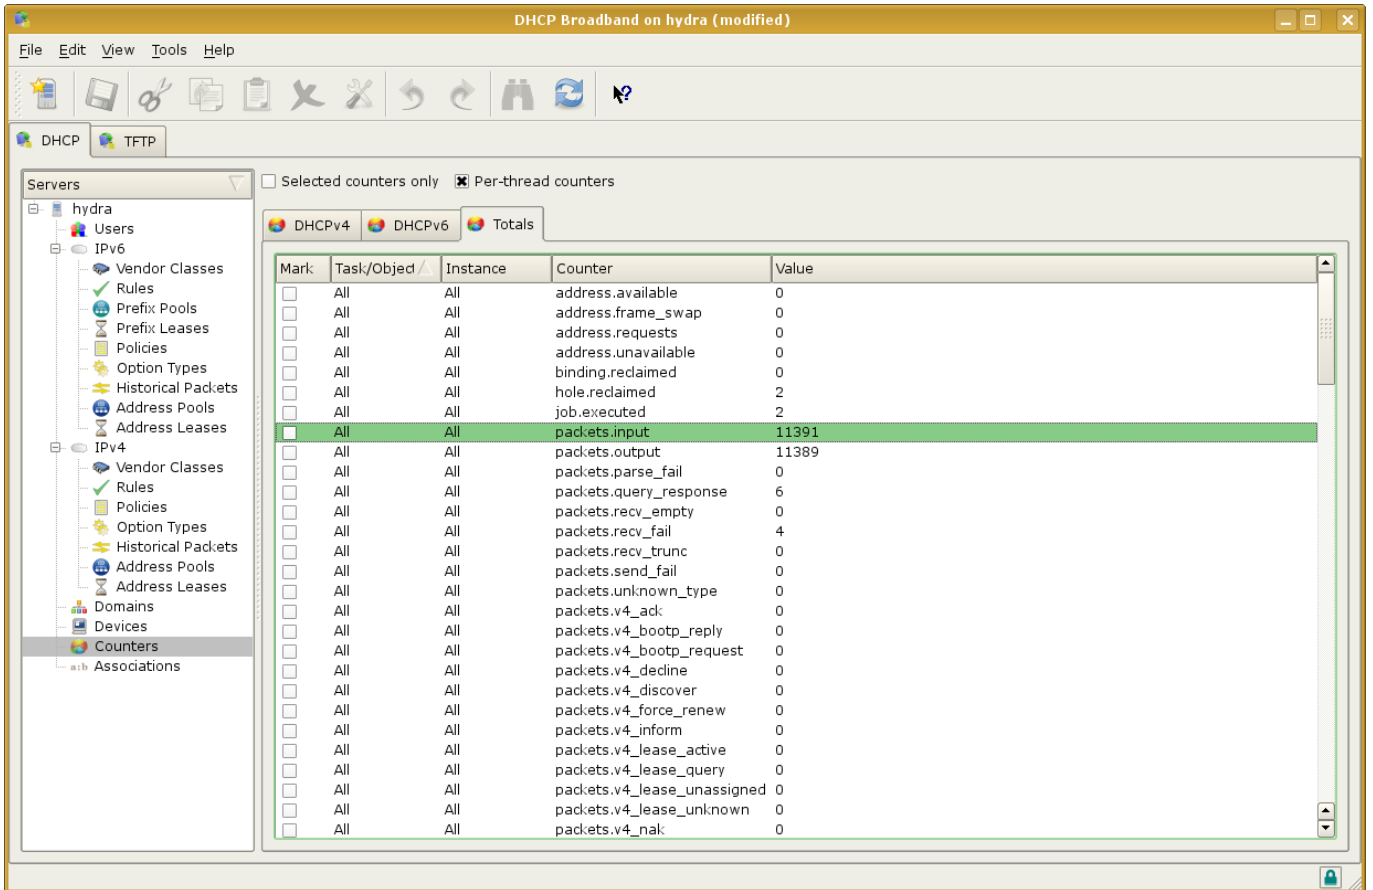 DHCP Broadband on hydra (modified)
File Edit View Tools Help
DHCP TFTP
Servers
hydra
Users
IPv6
Vendor Classes
Rules
Prefix Pools
Prefix Leases
Policies
Option Types
Historical Packets
Address Pools
Address Leases
IPv4
Vendor Classes
Rules
Policies
Option Types
Historical Packets
Address Pools
Address Leases
Domains
Devices
Counters
a:b Associations
Selected counters only Per-thread counters
DHCPv4 DHCPv6 Totals
Mark Task/Object Instance Counter Value
All All address.available 0
All All address.frame_swap 0
All All address.requests 0
All All address.unavailable 0
All All binding.reclaimed 0
All All hole.reclaimed 2
All All job.executed 2
All All packets.input 11391
All All packets.output 11389
All All packets.parse_fail 0
All All packets.query_response 6
All All packets.recv_empty 0
All All packets.recv_fail 4
All All packets.recv_trunc 0
All All packets.send_fail 0
All All packets.unknown_type 0
All All packets.v4_ack 0
All All packets.v4_bootp_reply 0
All All packets.v4_bootp_request 0
All All packets.v4_decline 0
All All packets.v4_discover 0
All All packets.v4_force_renew 0
All All packets.v4_inform 0
All All packets.v4_lease_active 0
All All packets.v4_lease_query 0
All All packets.v4_lease_unassigned 0
All All packets.v4_lease_unknown 0
All All packets.v4_nak 0